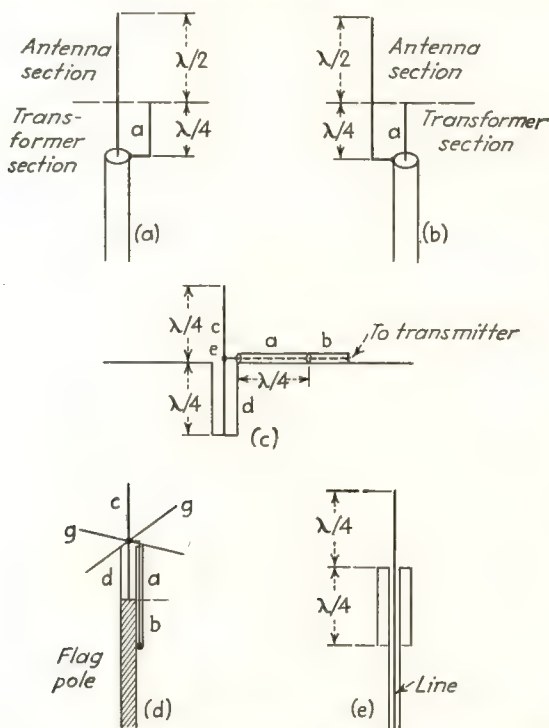 Antenna section
λ/2
Trans-
former section
a
λ/4
(a)
λ/2
Antenna section
λ/4
a
Transformer section
(b)
λ/4
c
e
a
b
To transmitter
λ/4
λ/4
d
(c)
c
g
g
d
a
b
Flag pole
(d)
λ/4
λ/4
Line
(e)